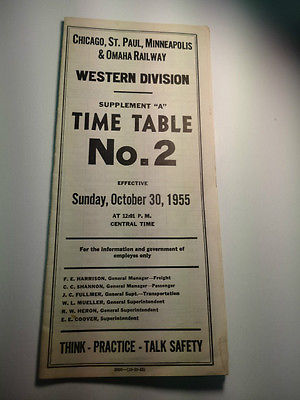 CHICAGO, ST. PAUL, MINNEAPOLIS
& OMAHA RAILWAY
WESTERN DIVISION
SUPPLEMENT "A"
TIME TABLE
No. 2
EFFECTIVE
Sunday, October 30, 1955
AT 12:01 P. M.
CENTRAL TIME
For the information and government of
employes only
F. E. HARRISON, General Manager—Freight
C. C. SHANNON, General Manager—Passenger
J. C. FULLMER, General Supt.—Transportation
W. L. MUELLER, General Superintendent
R. W. HERON, General Superintendent
E. E. COOVER, Superintendent
THINK - PRACTICE - TALK SAFETY